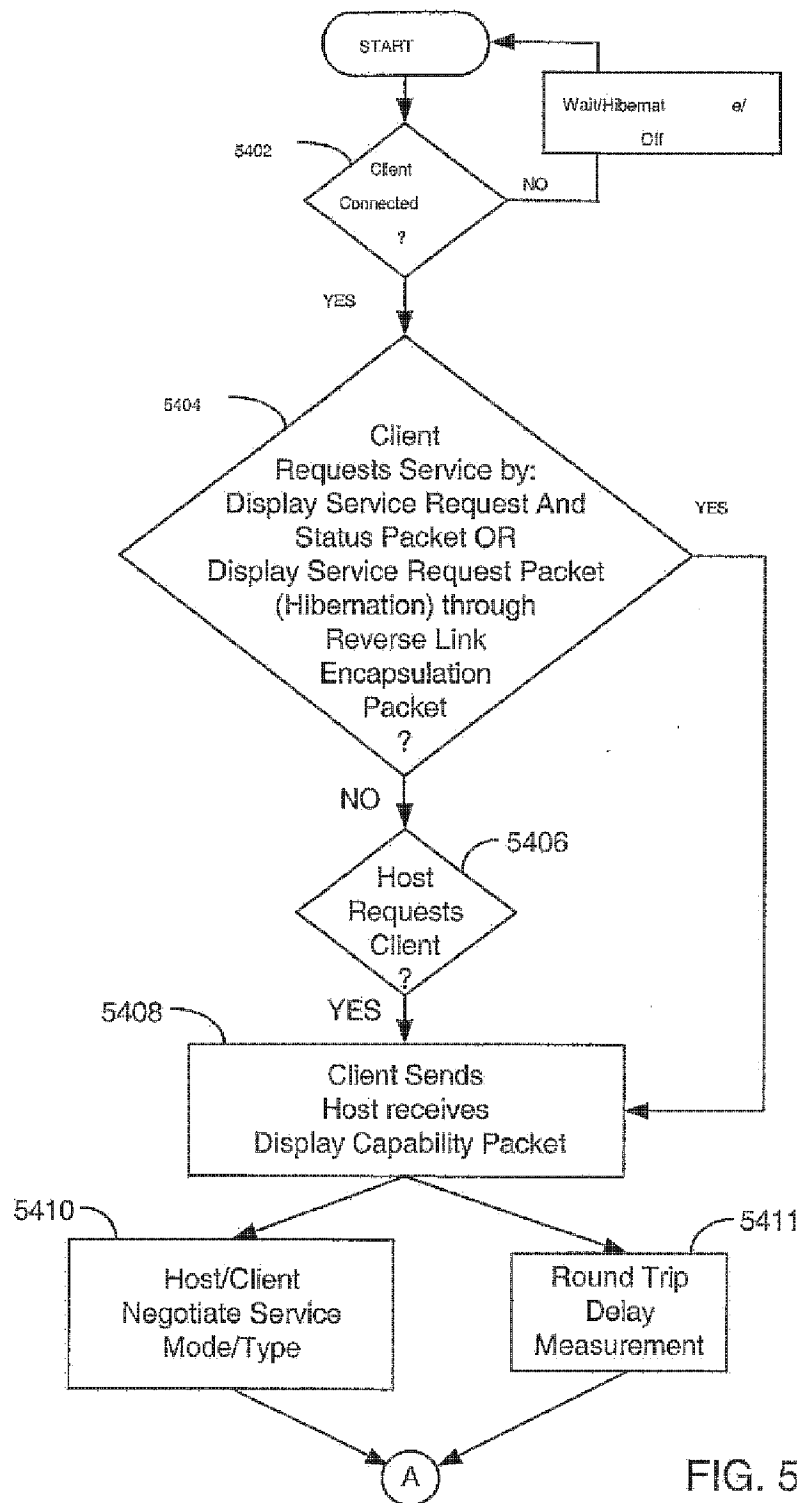 START
Wait/Hibernat e/
Off
5402
Client
Connected
?
NO
YES
5404
Client
Requests Service by:
Display Service Request And
Status Packet OR
Display Service Request Packet
(Hibernation) through
Reverse Link
Encapsulation
Packet
?
YES
NO
5406
Host
Requests
Client
?
YES
5408
Client Sends
Host receives
Display Capability Packet
5410
Host/Client
Negotiate Service
Mode/Type
5411
Round Trip
Delay
Measurement
A
FIG. 5